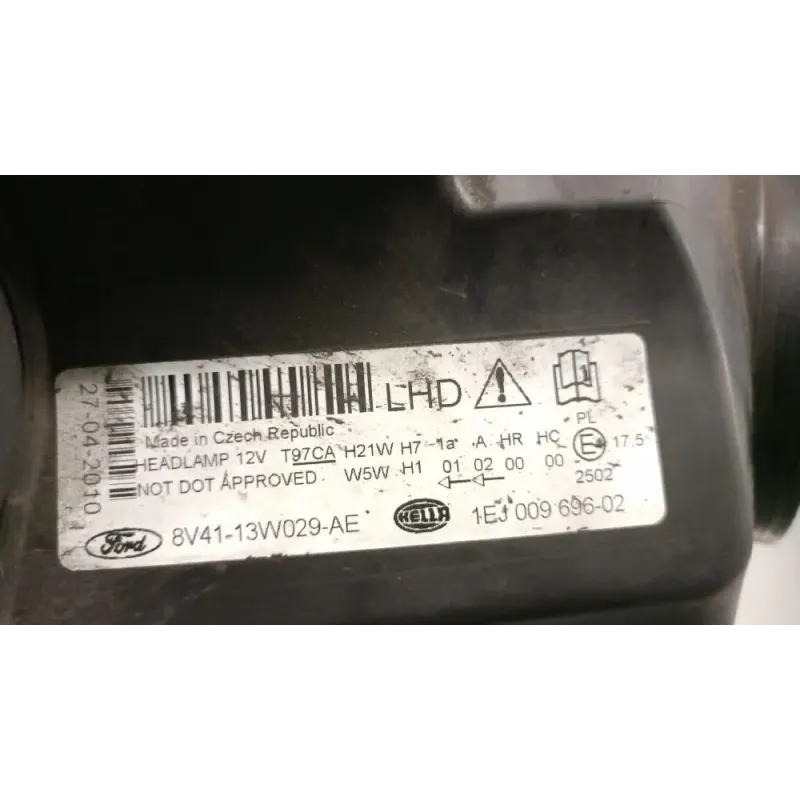 27-04-2010
LHD
Made in Czech Republic
PL
HEADLAMP 12V T97CA H21W H7 -1a A HR HC E 17.5
NOT DOT APPROVED W5W H1 01 02 00 00 2502
Ford 8V41-13W029-AE HELLA 1EJ 009 696-02